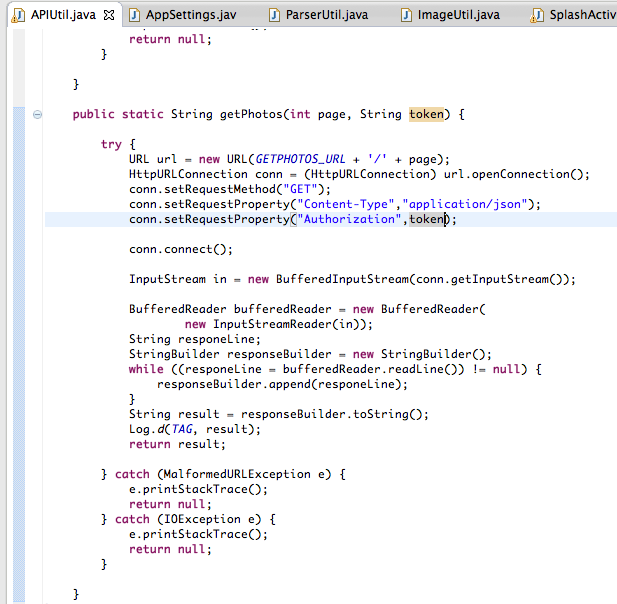 APIUtil.java AppSettings.jav ParserUtil.java ImageUtil.java SplashActiv
return null;
}
}
public static String getPhotos(int page, String token) {
try {
URL url = new URL(GETPHOTOS_URL + '/' + page);
HttpURLConnection conn = (HttpURLConnection) url.openConnection();
conn.setRequestMethod("GET");
conn.setRequestProperty("Content-Type","application/json");
conn.setRequestProperty("Authorization",token);
conn.connect();
InputStream in = new BufferedInputStream(conn.getInputStream());
BufferedReader bufferedReader = new BufferedReader(
new InputStreamReader(in));
String responeLine;
StringBuilder responseBuilder = new StringBuilder();
while ((responeLine = bufferedReader.readLine()) != null) {
responseBuilder.append(responeLine);
}
String result = responseBuilder.toString();
Log.d(TAG, result);
return result;
} catch (MalformedURLException e) {
e.printStackTrace();
return null;
} catch (IOException e) {
e.printStackTrace();
return null;
}
}